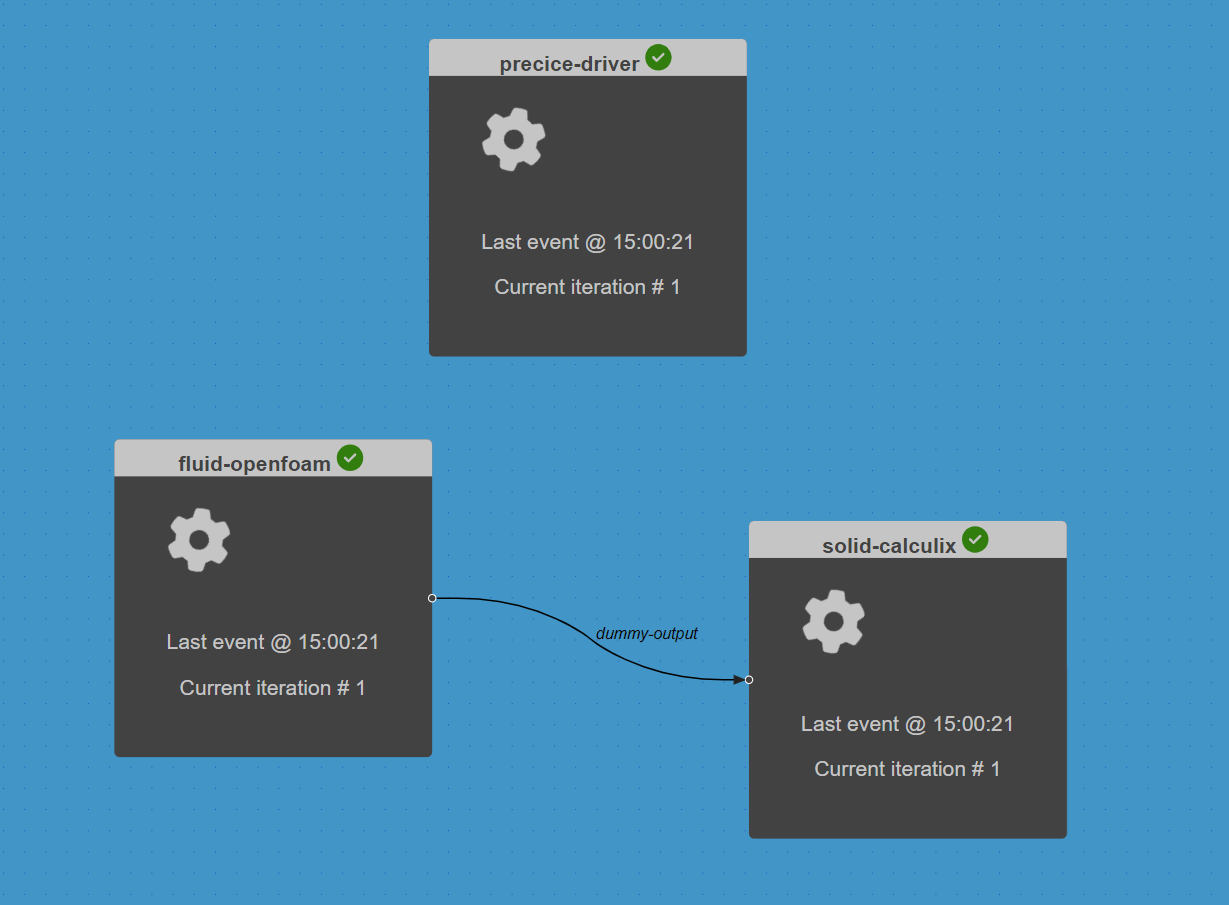 precice-driver
Last event @ 15:00:21
Current iteration # 1
fluid-openfoam
Last event @ 15:00:21
Current iteration # 1
dummy-output
solid-calculix
Last event @ 15:00:21
Current iteration # 1